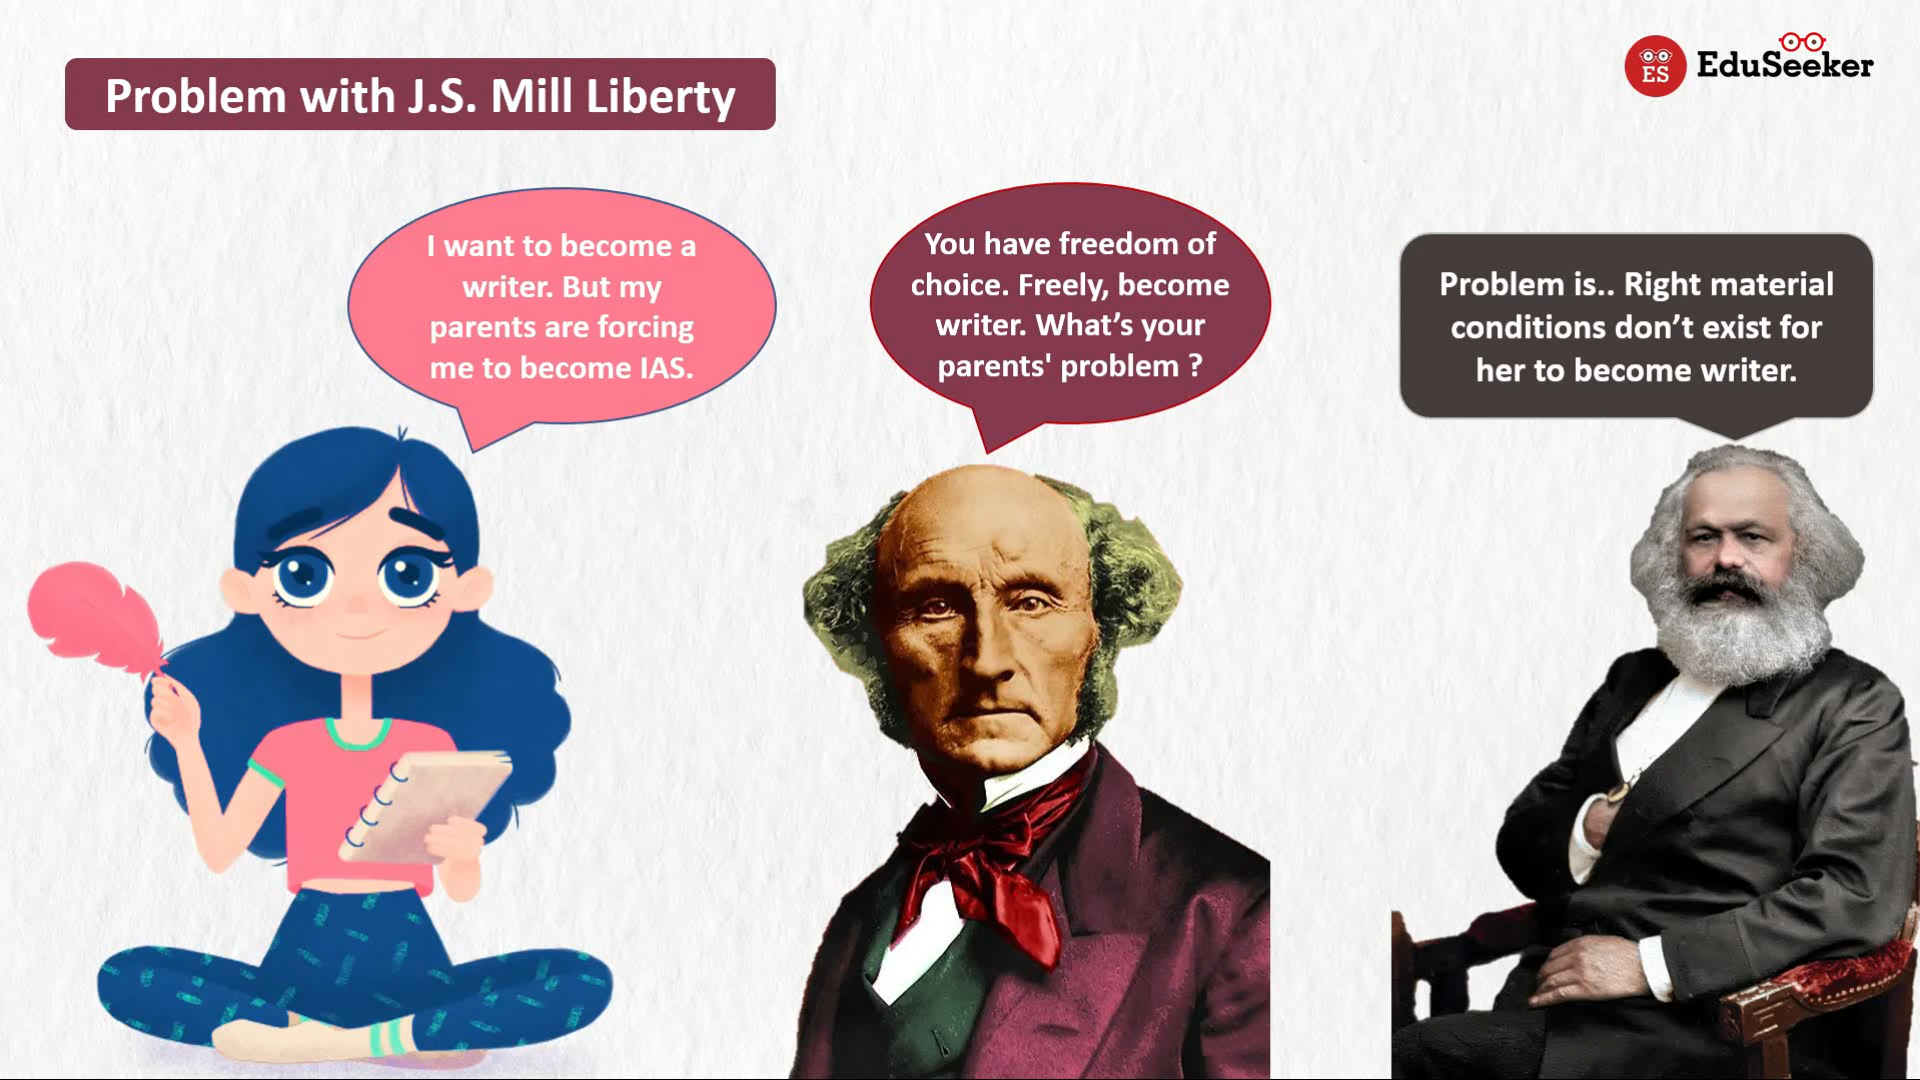 Problem with J.S. Mill Liberty
ES
EduSeeker
I want to become a
writer. But my
parents are forcing
me to become IAS.
You have freedom of
choice. Freely, become
writer. What’s your
parents' problem ?
Problem is.. Right material
conditions don’t exist for
her to become writer.